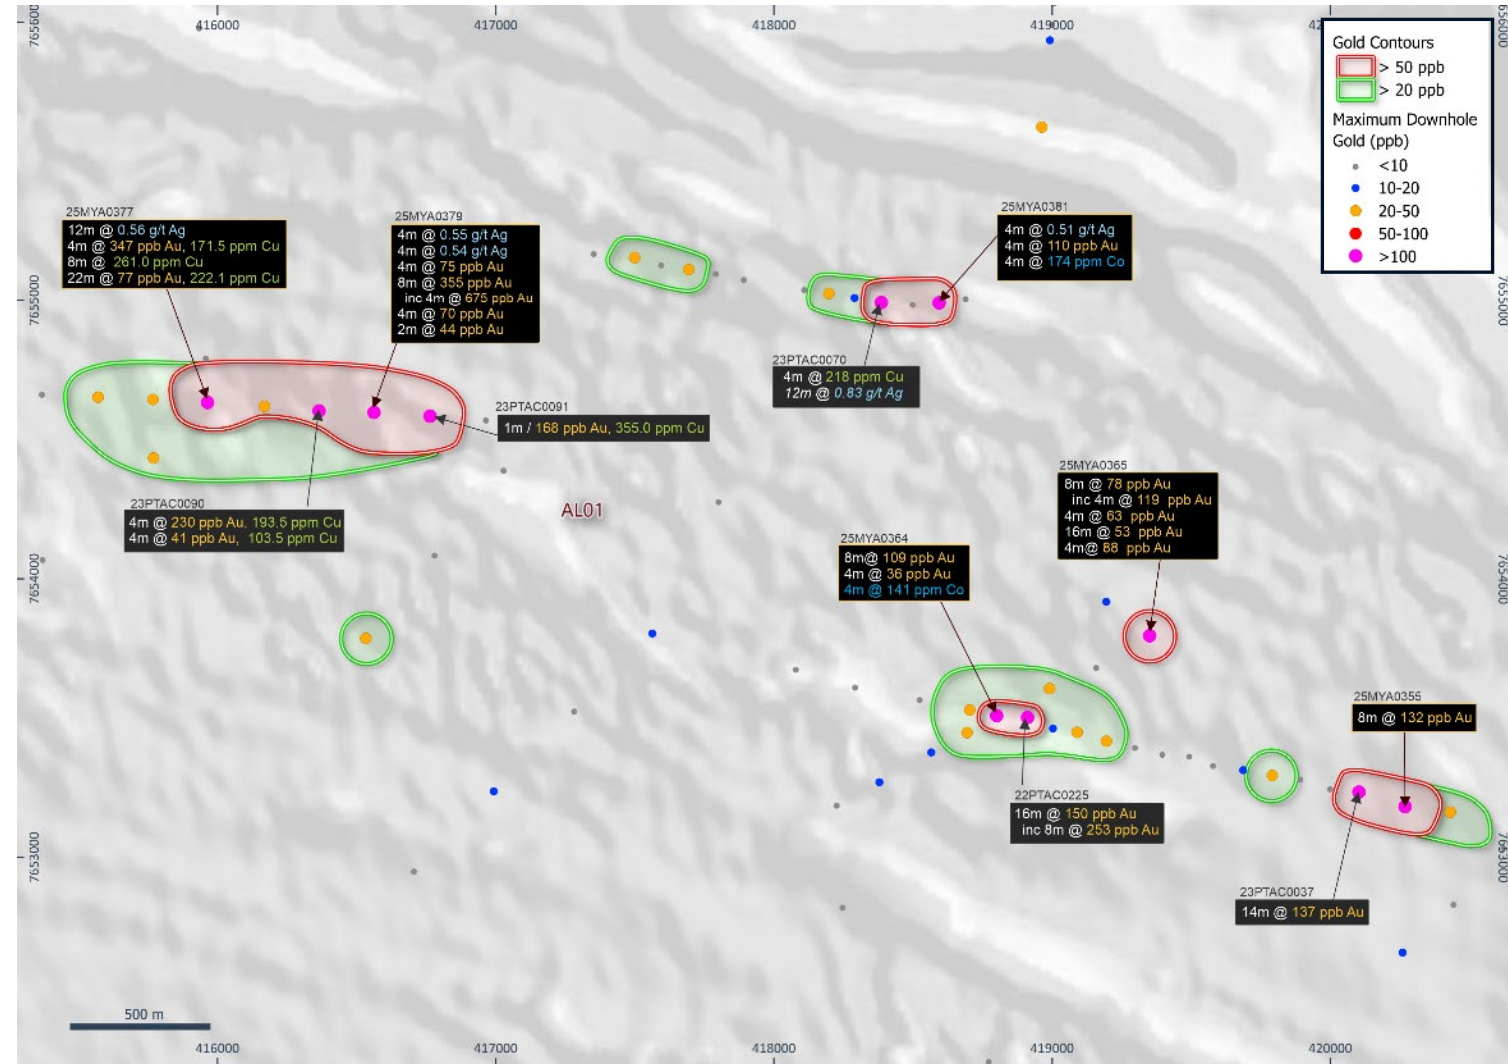 416000
417000
418000
419000
7656000
7656000
Gold Contours
> 50 ppb
> 20 ppb
Maximum Downhole
Gold (ppb)
<10
10-20
20-50
50-100
>100
25MYA0377
12m @ 0.56 g/t Ag
4m @ 347 ppb Au, 171.5 ppm Cu
8m @ 261.0 ppm Cu
22m @ 77 ppb Au, 222.1 ppm Cu
25MYA0379
4m @ 0.55 g/t Ag
4m @ 0.54 g/t Ag
4m @ 75 ppb Au
8m @ 355 ppb Au
inc 4m @ 675 ppb Au
4m @ 70 ppb Au
2m @ 44 ppb Au
25MYA0381
4m @ 0.51 g/t Ag
4m @ 110 ppb Au
4m @ 174 ppm Co
7655000
7655000
23PTAC0070
4m @ 218 ppm Cu
12m @ 0.83 g/t Ag
23PTAC0091
1m / 168 ppb Au, 355.0 ppm Cu
23PTAC0090
4m @ 230 ppb Au, 193.5 ppm Cu
4m @ 41 ppb Au, 103.5 ppm Cu
AL01
25MYA0365
8m @ 78 ppb Au
inc 4m @ 119 ppb Au
4m @ 63 ppb Au
16m @ 53 ppb Au
4m@ 88 ppb Au
25MYA0364
8m@ 109 ppb Au
4m @ 36 ppb Au
4m @ 141 ppm Co
7654000
7654000
25MYA0355
8m @ 132 ppb Au
22PTAC0225
16m @ 150 ppb Au
inc 8m @ 253 ppb Au
7653000
7653000
23PTAC0037
14m @ 137 ppb Au
500 m
416000
417000
418000
419000
420000